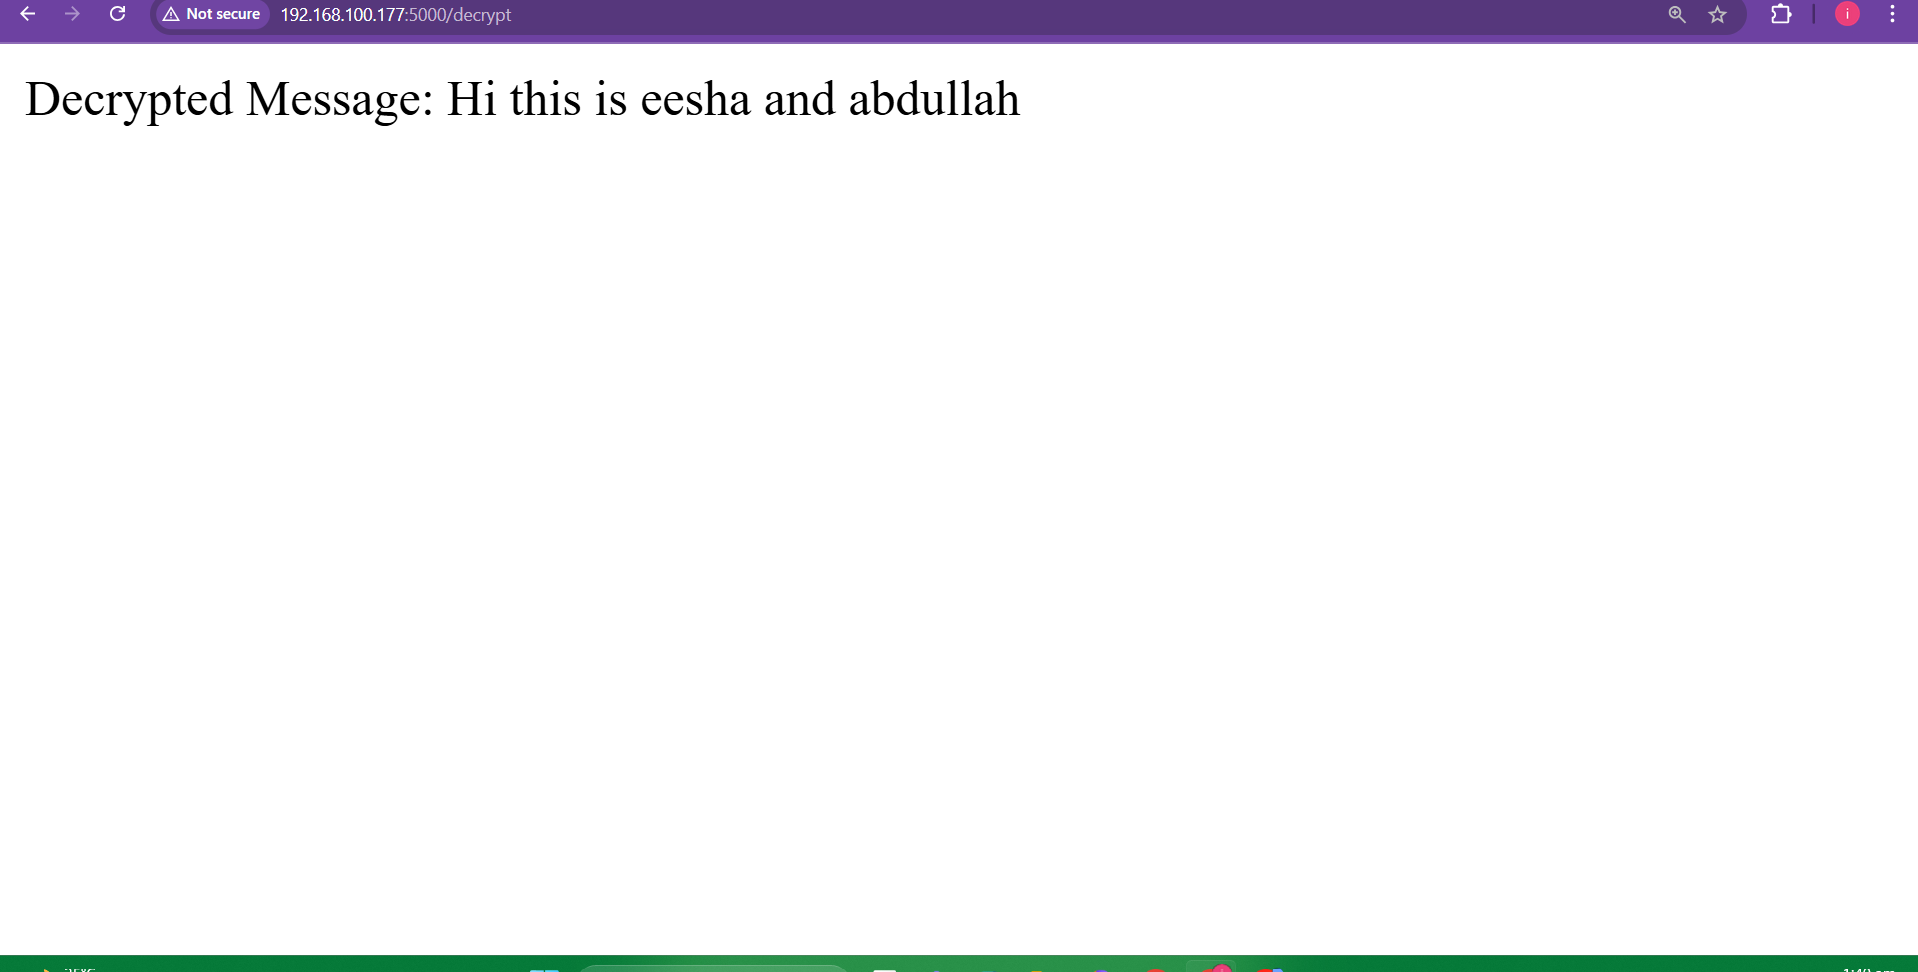 Not secure 192.168.100.177:5000/decrypt i
Decrypted Message: Hi this is eesha and abdullah